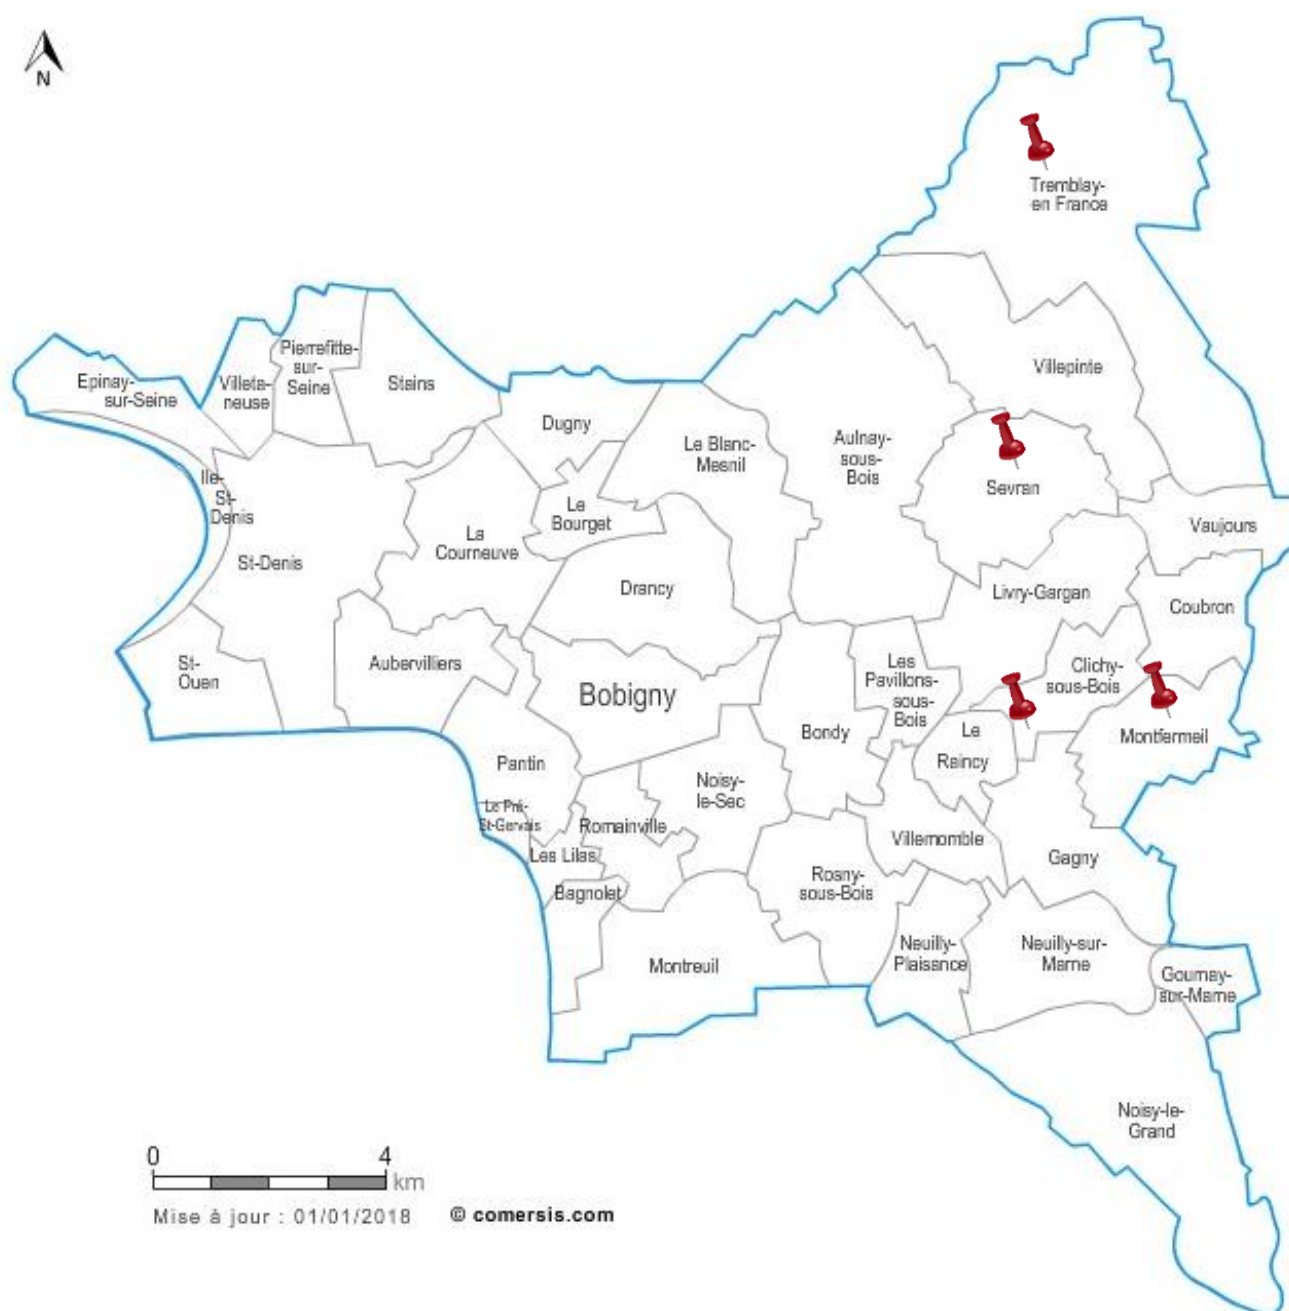 N
Tremblay-
en France
Villepinte
Pierrefitte-
sur-
Seine
Epinay-
sur-Seine
Villeta-
neuse
Stains
Dugny
Le Blanc-
Mesnil
Aulnay-
sous-
Bois
Sevran
Ile-
St-
Denis
Le
Bourget
La
Courneuve
Vaujours
St-Denis
Drancy
Livry-Gargan
Coubron
St-
Ouen
Aubervilliers
Bobigny
Les
Pavillons-
sous-
Bois
Clichy-
sous-Bois
Bondy
Le
Raincy
Montfermeil
Pantin
Noisy-
le-Sec
Le Pré-
St-Gervais
Romainville
Villemomble
Les Lilas
Gagny
Bagnolet
Rosny-
sous-Bois
Montreuil
Neuilly-
Plaisance
Neuilly-sur-
Marne
Gournay-
sur-Marne
Noisy-le-
Grand
0 4
km
Mise à jour : 01/01/2018 © comersis.com